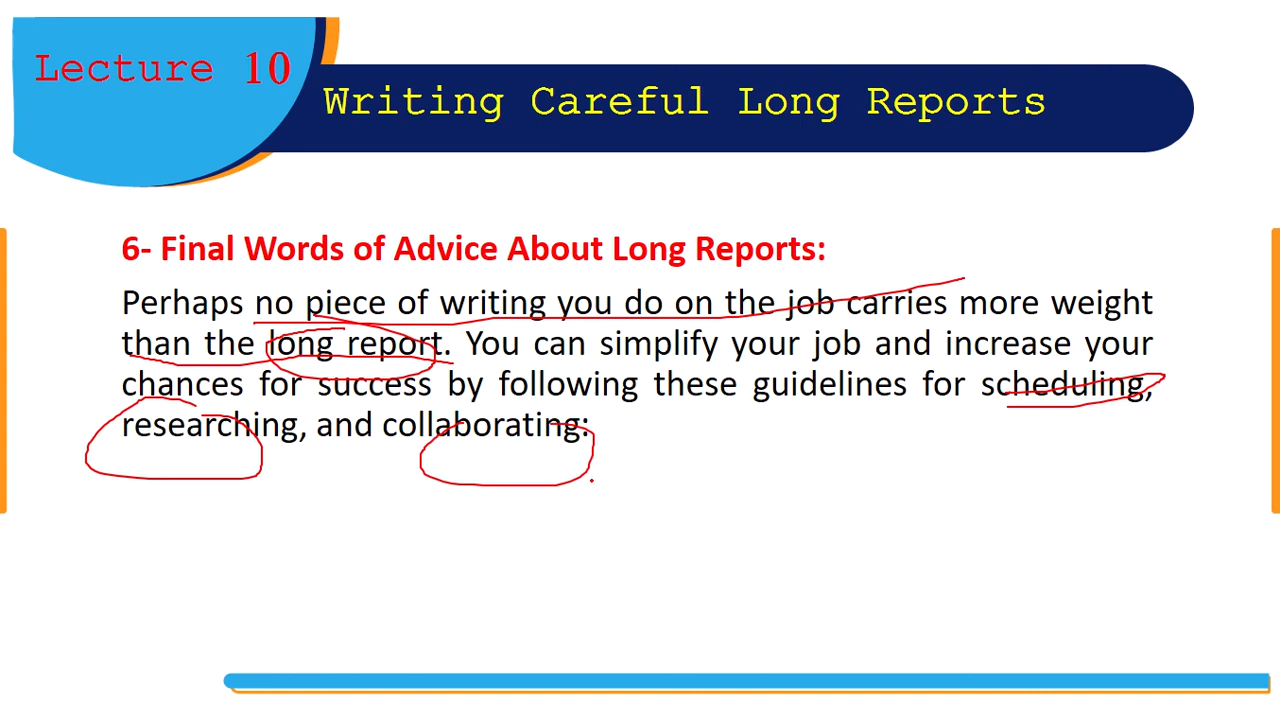 Lecture 10
Writing Careful Long Reports
6- Final Words of Advice About Long Reports:
Perhaps no piece of writing you do on the job carries more weight
than the long report. You can simplify your job and increase your
chances for success by following these guidelines for scheduling,
researching, and collaborating: